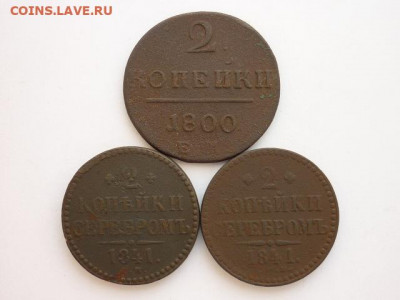 COINS.LAVE.RU
2
КОПЕЙКИ
1800
Е.М.
2
КОПѢЙКИ
СЕРЕБРОМЪ
1841.
2
КОПѢЙКИ
СЕРЕБРОМЪ
1841.